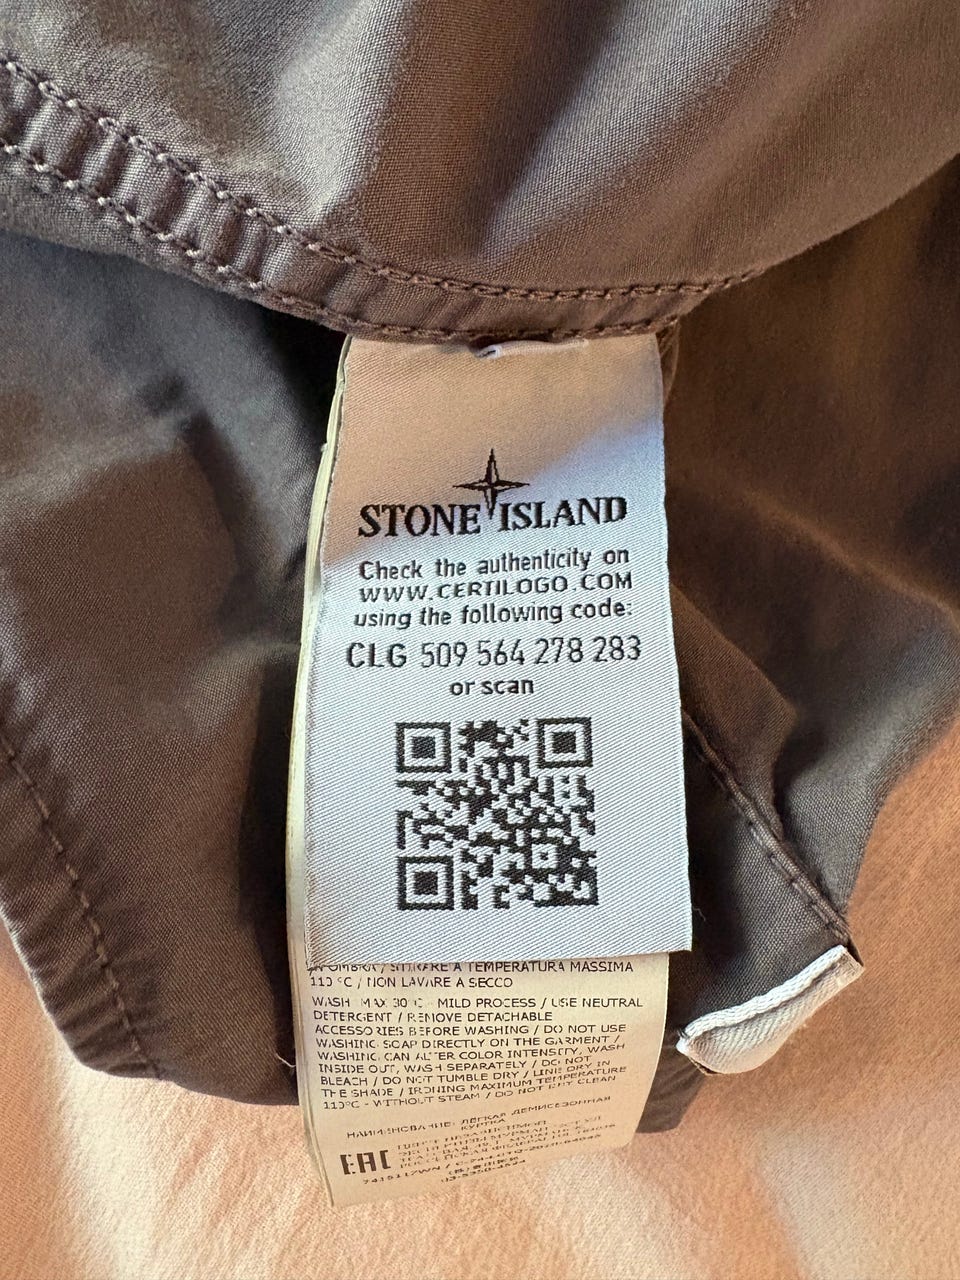 STONE ISLAND
Check the authenticity on
WWW.CERTILOGO.COM
using the following code:
CLG 509 564 278 283
or scan
OMBRA / STIRARE A TEMPERATURA MASSIMA
110 °C / NON LAVARE A SECCO
WASH MAX 30°C - MILD PROCESS / USE NEUTRAL
DETERGENT / REMOVE DETACHABLE
ACCESSORIES BEFORE WASHING / DO NOT USE
WASHING SOAP DIRECTLY ON THE GARMENT /
WASHING CAN ALTER COLOR INTENSITY, WASH
INSIDE OUT, WASH SEPARATELY / DO NOT
BLEACH / DO NOT TUMBLE DRY / LINE DRY IN
THE SHADE / IRONING MAXIMUM TEMPERATURE
110°C - WITHOUT STEAM / DO NOT DRY CLEAN
НАИМЕНОВАНИЕ: ЛЁГКАЯ ДЕМИСЕЗОННАЯ
КУРТКА
EAC